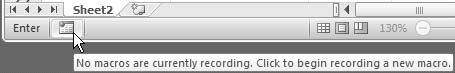 Sheet2
Enter
130%
No macros are currently recording. Click to begin recording a new macro.